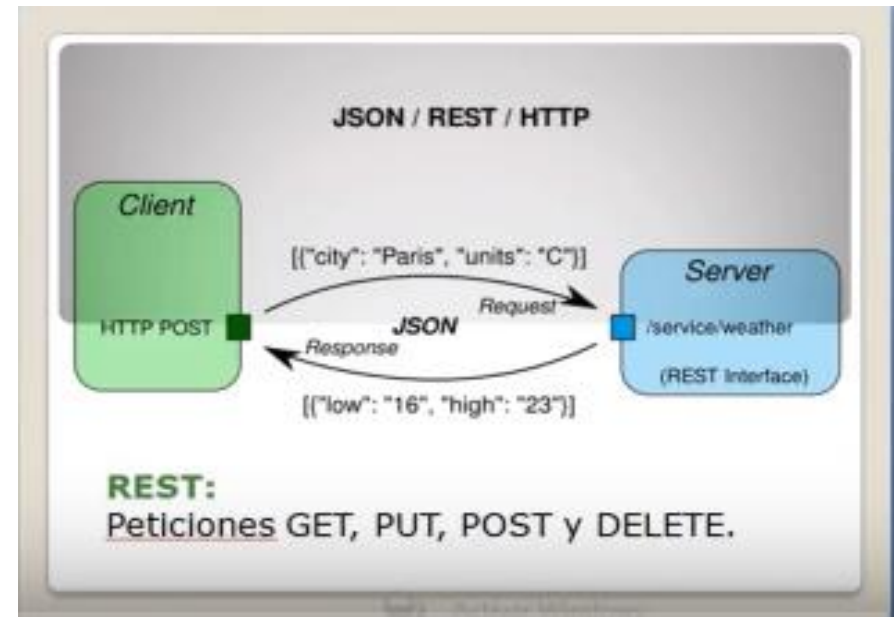 JSON / REST / HTTP
Client
[{"city": "Paris", "units": "C"}]
Server
Request
HTTP POST
JSON
/service/weather
Response
(REST Interface)
[{"low": "16", "high": "23"}]
REST:
Peticiones GET, PUT, POST y DELETE.